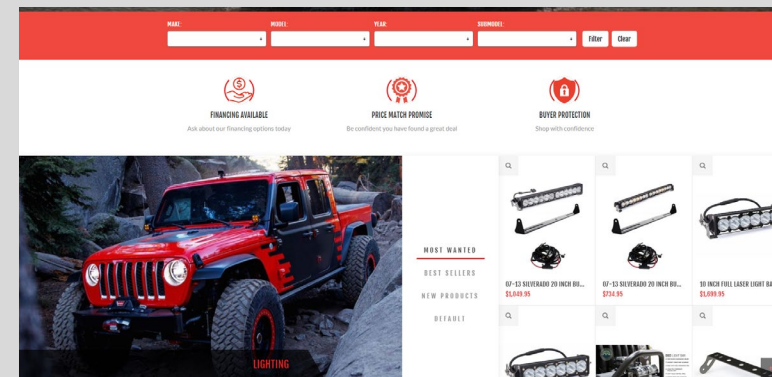 MAKE:
MODEL:
YEAR:
SUBMODEL:
Filter
Clear
FINANCING AVAILABLE
Ask about our financing options today
PRICE MATCH PROMISE
Be confident you have found a great deal
BUYER PROTECTION
Shop with confidence
MOST WANTED
BEST SELLERS
NEW PRODUCTS
DEFAULT
07-13 SILVERADO 20 INCH BU...
$1,049.95
07-13 SILVERADO 20 INCH BU...
$734.95
10 INCH FULL LASER LIGHT BA
$1,699.95
LIGHTING